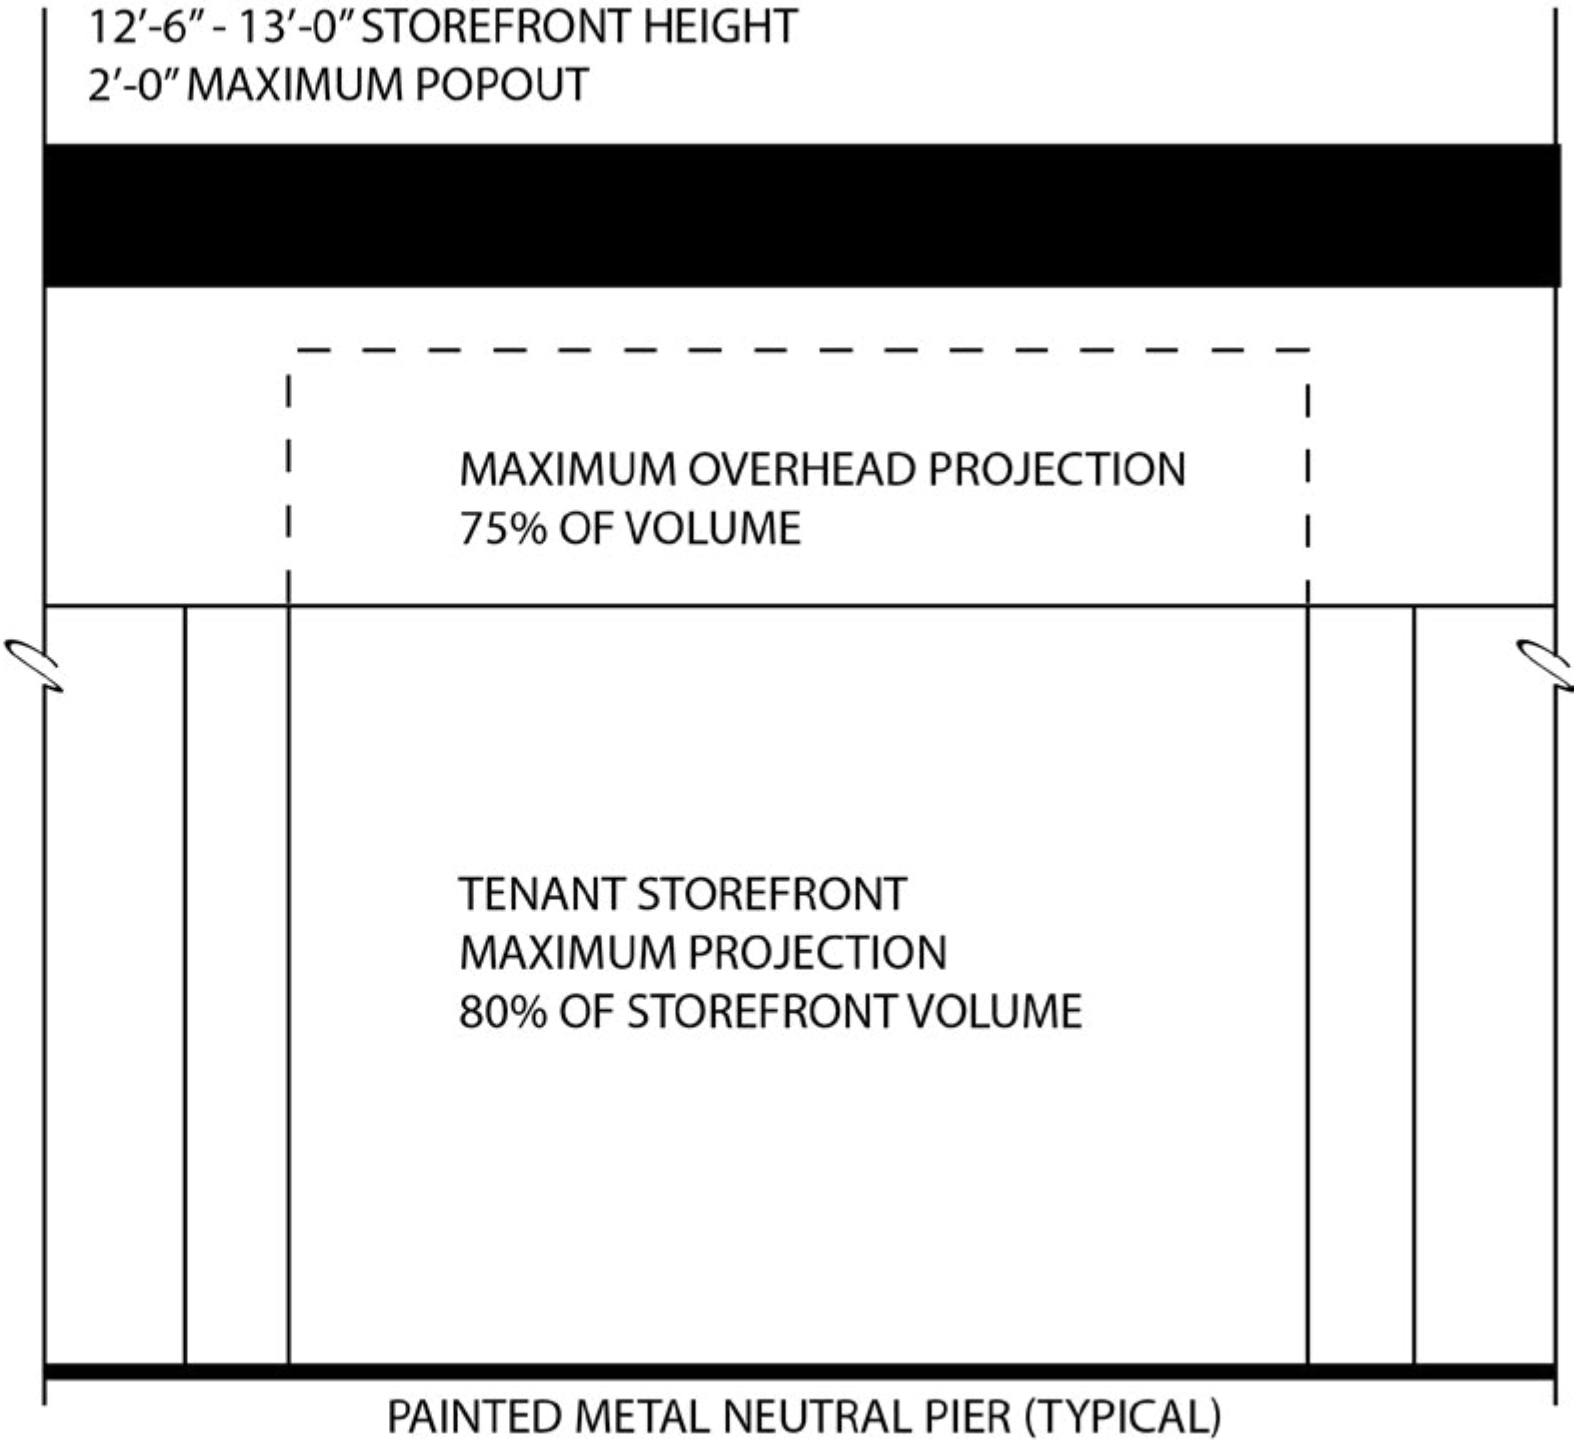 12’-6” - 13’-0” STOREFRONT HEIGHT
2’-0” MAXIMUM POPOUT
MAXIMUM OVERHEAD PROJECTION
75% OF VOLUME
TENANT STOREFRONT
MAXIMUM PROJECTION
80% OF STOREFRONT VOLUME
PAINTED METAL NEUTRAL PIER (TYPICAL)